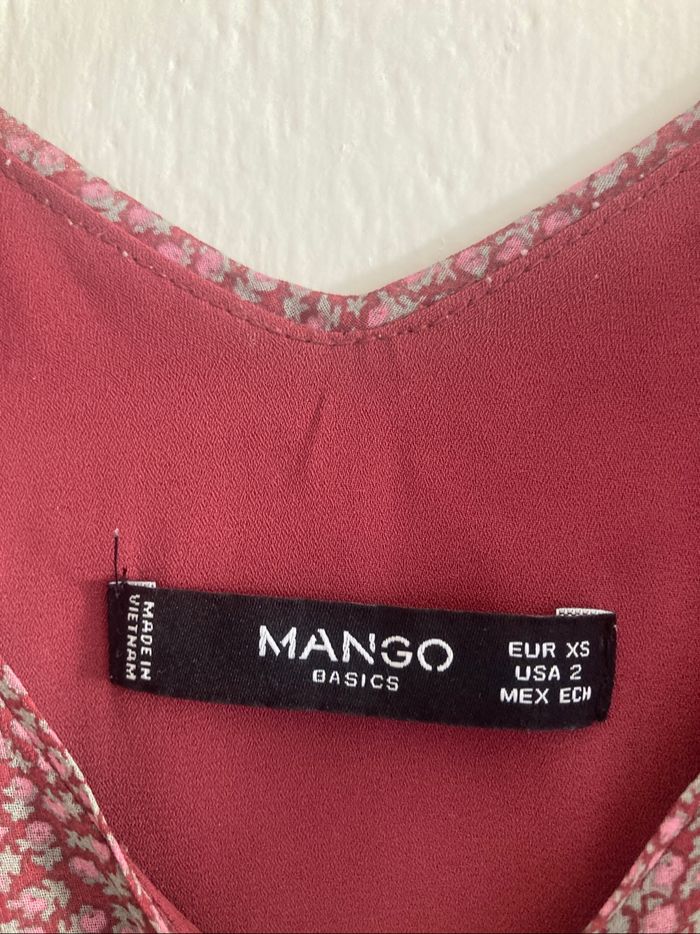 MADE IN
VIETNAM
MANGO
BASICS
EUR XS
USA 2
MEX ECH